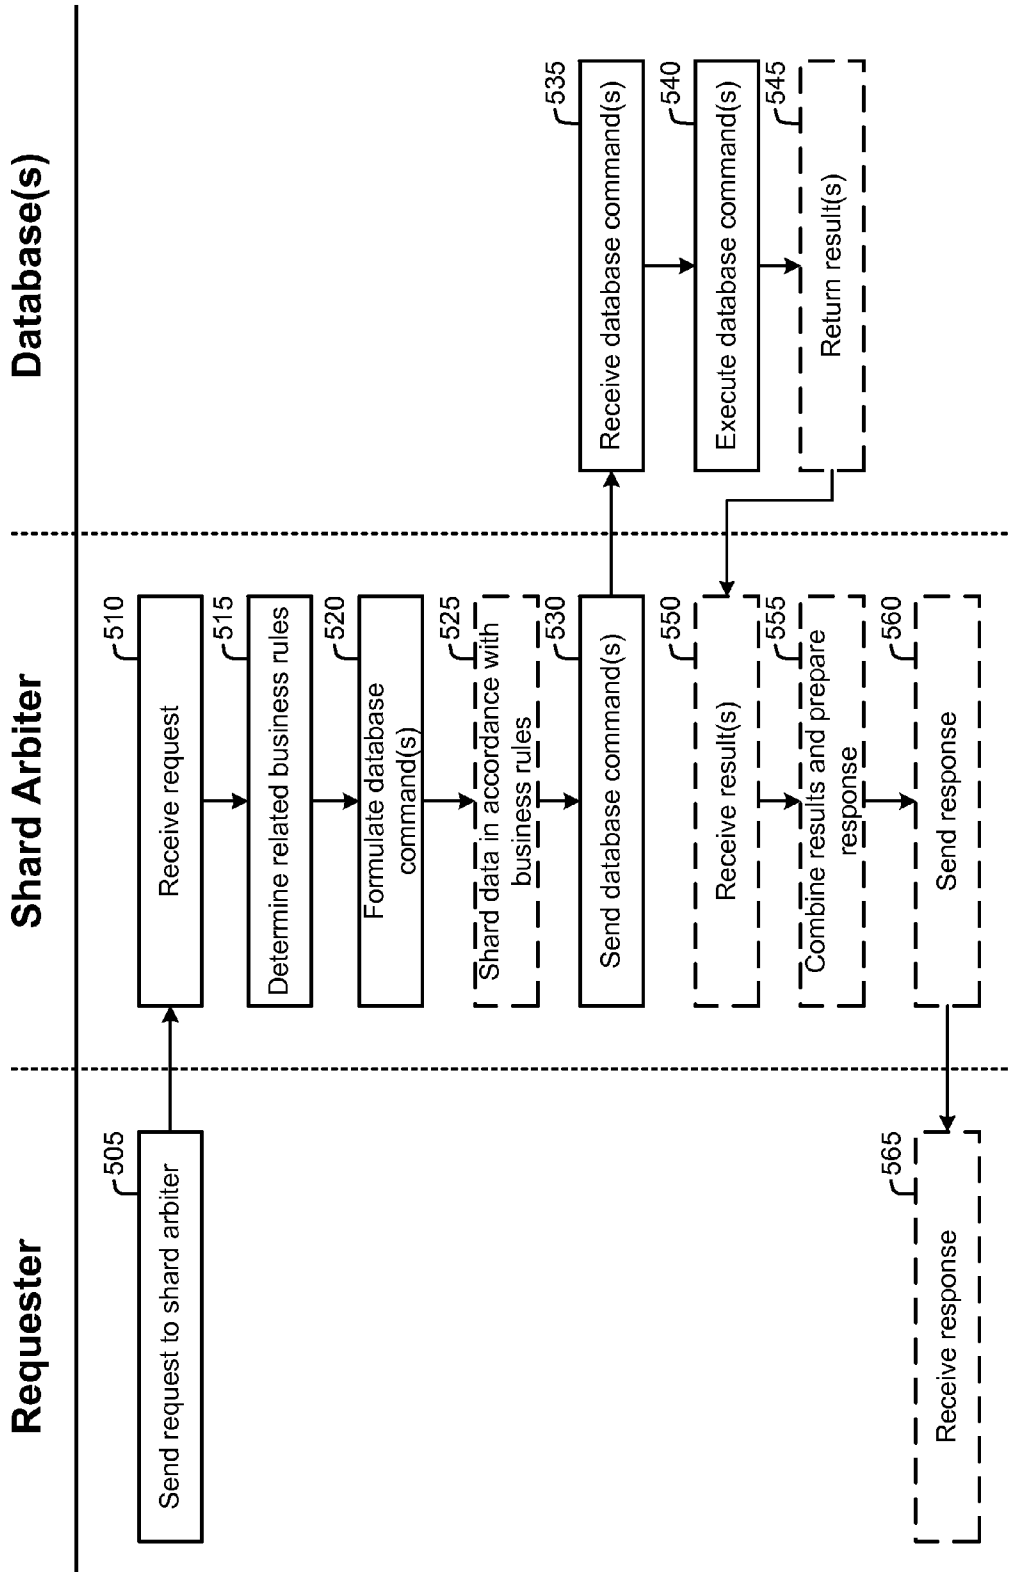 Requester
Shard Arbiter
Database(s)
505
Send request to shard arbiter
510
Receive request
515
Determine related business rules
520
Formulate database
command(s)
525
Shard data in accordance with
business rules
530
Send database command(s)
535
Receive database command(s)
540
Execute database command(s)
545
Return result(s)
550
Receive result(s)
555
Combine results and prepare
response
560
Send response
565
Receive response